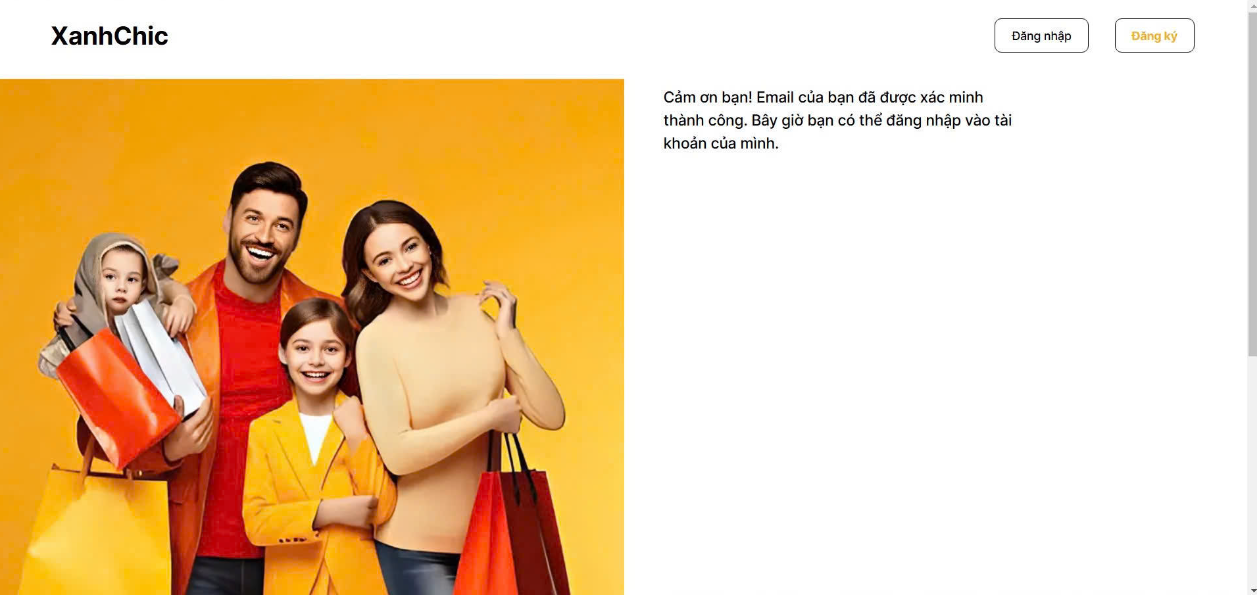 XanhChic
Đăng nhập
Đăng ký
Cảm ơn bạn! Email của bạn đã được xác minh
thành công. Bây giờ bạn có thể đăng nhập vào tài
khoản của mình.